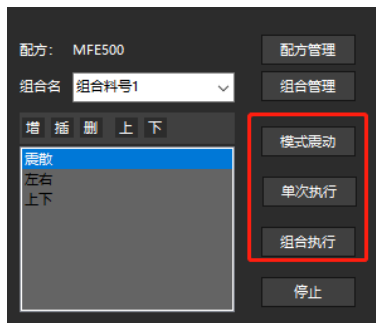 配方： MFE500 配方管理
组合名 组合料号1 组合管理
增 插 删 上 下
模式震动
震散
左右
单次执行
上下
组合执行
停止